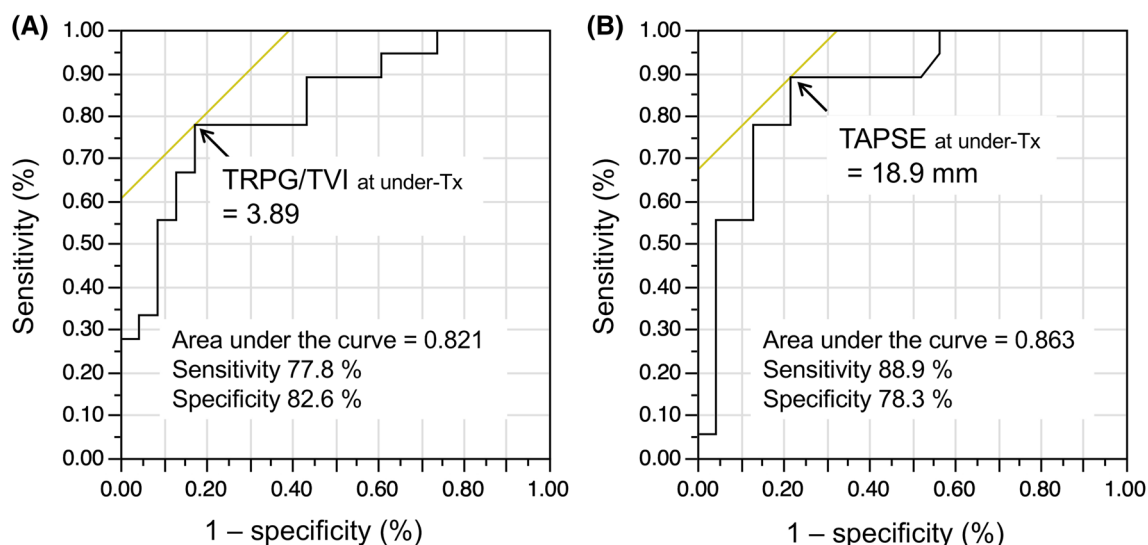 (A)
1.00
0.90
0.80
0.70
0.60
0.50
0.40
0.30
0.20
0.10
0.00
Sensitivity (%)
TRPG/TVI at under-Tx
= 3.89
Area under the curve = 0.821
Sensitivity 77.8 %
Specificity 82.6 %
0.00 0.20 0.40 0.60 0.80 1.00
1 – specificity (%)
(B)
1.00
0.90
0.80
0.70
0.60
0.50
0.40
0.30
0.20
0.10
0.00
Sensitivity (%)
TAPSE at under-Tx
= 18.9 mm
Area under the curve = 0.863
Sensitivity 88.9 %
Specificity 78.3 %
0.00 0.20 0.40 0.60 0.80 1.00
1 – specificity (%)